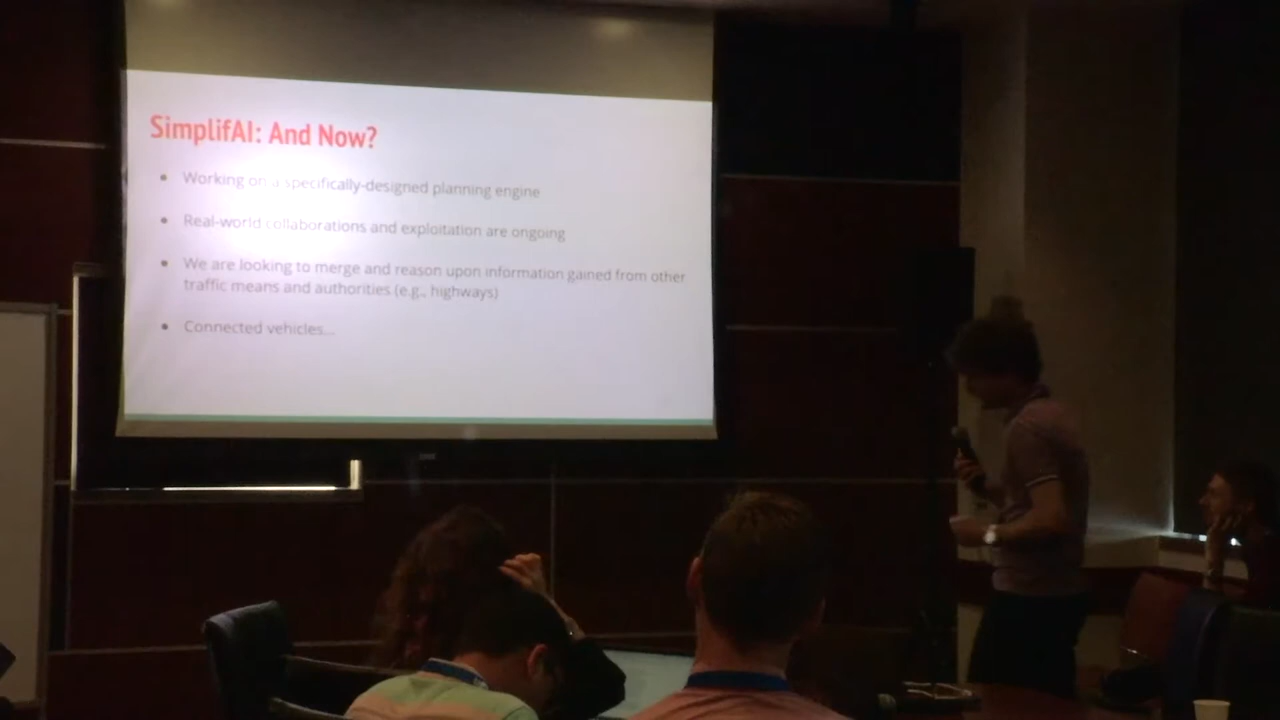 SimplifAI: And Now?
Working on a specifically-designed planning engine
Real-world collaborations and exploitation are ongoing
We are looking to merge and reason upon information gained from other
traffic means and authorities (e.g., highways)
Connected vehicles...